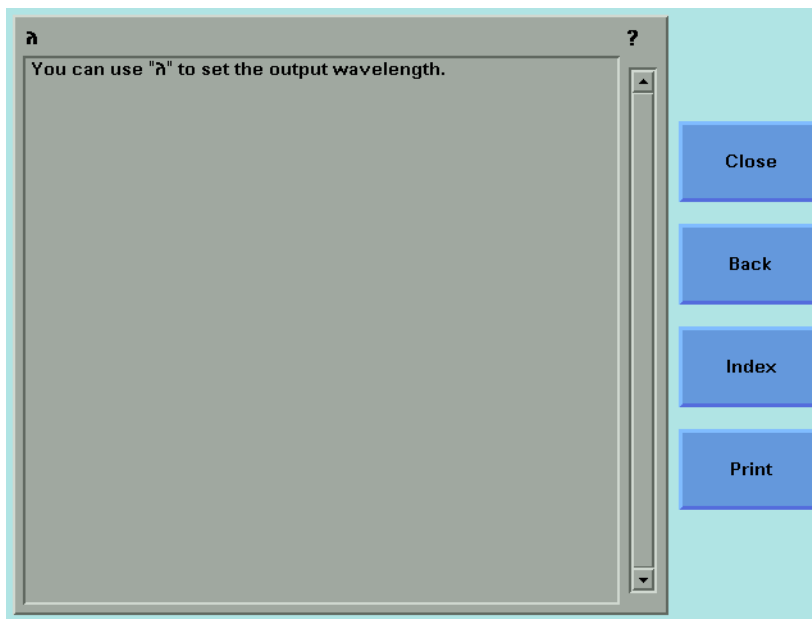 λ ?
You can use "λ" to set the output wavelength.
Close
Back
Index
Print